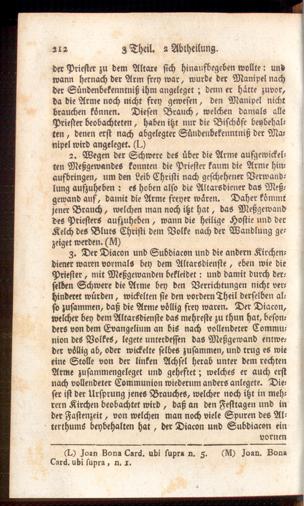 212 3 Theil. 2 Abtheilung.
der Priester zu dem Altare sich hinaufbegeben wollte: und
wann hernach der Arm frey war, wurde der Manipel nach
der Sündenbekenntniß ihm angeleget; denn er hätte zuvor,
da die Arme noch nicht frey gewesen, den Manipel nicht
brauchen können. Diesen Brauch, welchen damals alle
Priester beobachteten, haben itzt nur die Bischöfe beybehal-
ten, denen erst nach abgelegter Sündenbekenntniß der Ma-
nipel wird angeleget. (L)
2. Wegen der Schwere des über die Arme aufgewickel-
ten Meßgewandes konnten die Priester kaum die Arme hin-
aufbringen, um den Leib Christi nach geschehener Verwand-
lung aufzuheben: es hoben also die Altarsdiener das Meß-
gewand auf, damit die Arme freyer wären. Daher kömmt
jener Brauch, welchen man noch itzt hat, das Meßgewand
des Priesters aufzuheben, wann die heilige Hostie und der
Kelch des Bluts Christi dem Volke nach der Wandlung ge-
zeiget werden. (M)
3. Der Diacon und Subdiacon und die andern Kirchen-
diener waren vormals bey dem Altarsdienste, eben wie die
Priester, mit Meßgewanden bekleidet: und damit durch der-
selben Schwere die Arme bey den Verrichtungen nicht ver-
hinderet würden, wickelten sie den vordern Theil derselben al-
so zusammen, daß die Arme völlig frey waren. Der Diacon,
welcher bey dem Altarsdienste das mehreste zu thun hat, beson-
ders von dem Evangelium an bis nach vollendeter Commu-
nion des Volkes, legete unterdessen das Meßgewand entwe-
der völlig ab, oder wickelte selbes zusammen, und trug es wie
eine Stolle von der linken Achsel herab unter dem rechten
Arme zusammengeleget und geheftet; welches er auch erst
nach vollendeter Communion wiederum anders anlegete. Die-
ser ist der Ursprung jenes Brauches, welcher noch itzt in meh-
rern Kirchen beobachtet wird, daß an den Festtagen und in
der Fastenzeit, von welchen man noch viele Spuren des Al-
terthums beybehalten hat, der Diacon und Subdiacon ein
vornen
(L) Joan Bona Card. ubi supra n. 5. (M) Joan. Bona
Card. ubi supra, n. 1.